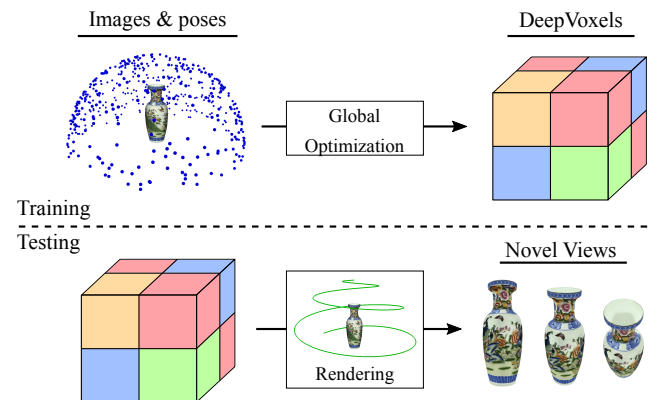 Images & poses
DeepVoxels
Global
Optimization
Training
Testing
Novel Views
Rendering